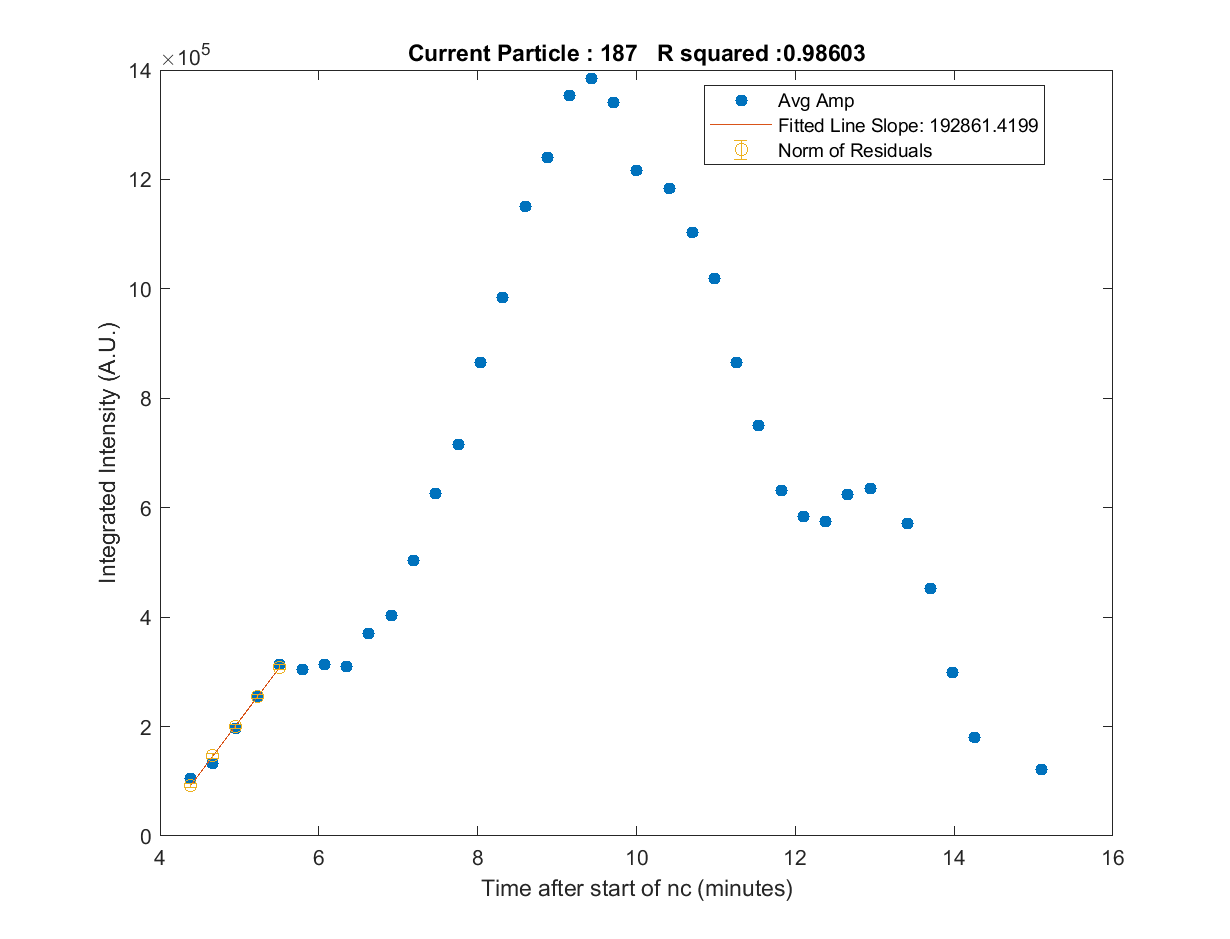 Current Particle : 187   R squared :0.98603
×10⁵
14
12
10
8
6
4
2
0
Integrated Intensity (A.U.)
Avg Amp
Fitted Line Slope: 192861.4199
Norm of Residuals
4 6 8 10 12 14 16
Time after start of nc (minutes)